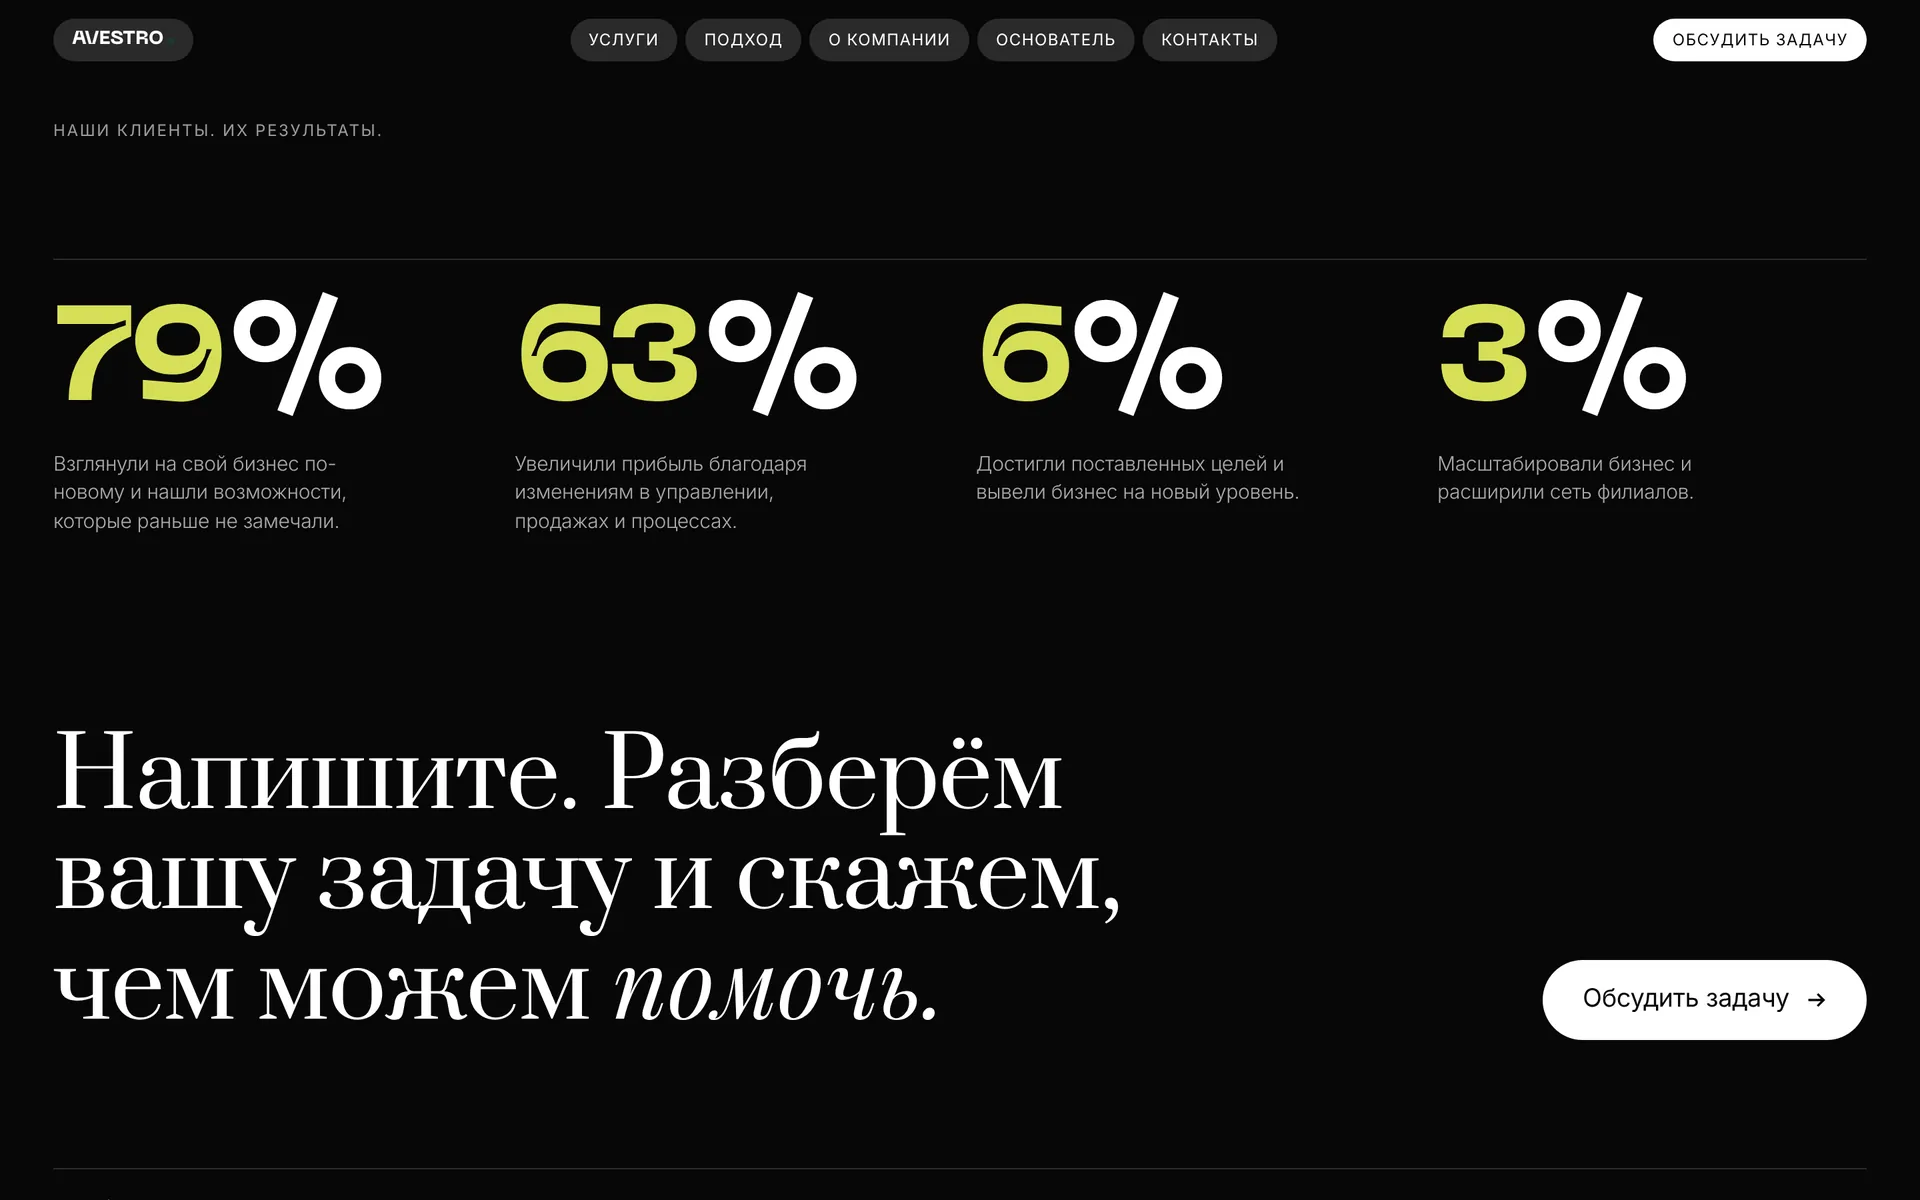 AVESTRO
УСЛУГИ
ПОДХОД
О КОМПАНИИ
ОСНОВАТЕЛЬ
КОНТАКТЫ
ОБСУДИТЬ ЗАДАЧУ
НАШИ КЛИЕНТЫ. ИХ РЕЗУЛЬТАТЫ.
79%
Взглянули на свой бизнес по-
новому и нашли возможности,
которые раньше не замечали.
63%
Увеличили прибыль благодаря
изменениям в управлении,
продажах и процессах.
6%
Достигли поставленных целей и
вывели бизнес на новый уровень.
3%
Масштабировали бизнес и
расширили сеть филиалов.
Напишите. Разберём
вашу задачу и скажем,
чем можем помочь.
Обсудить задачу →